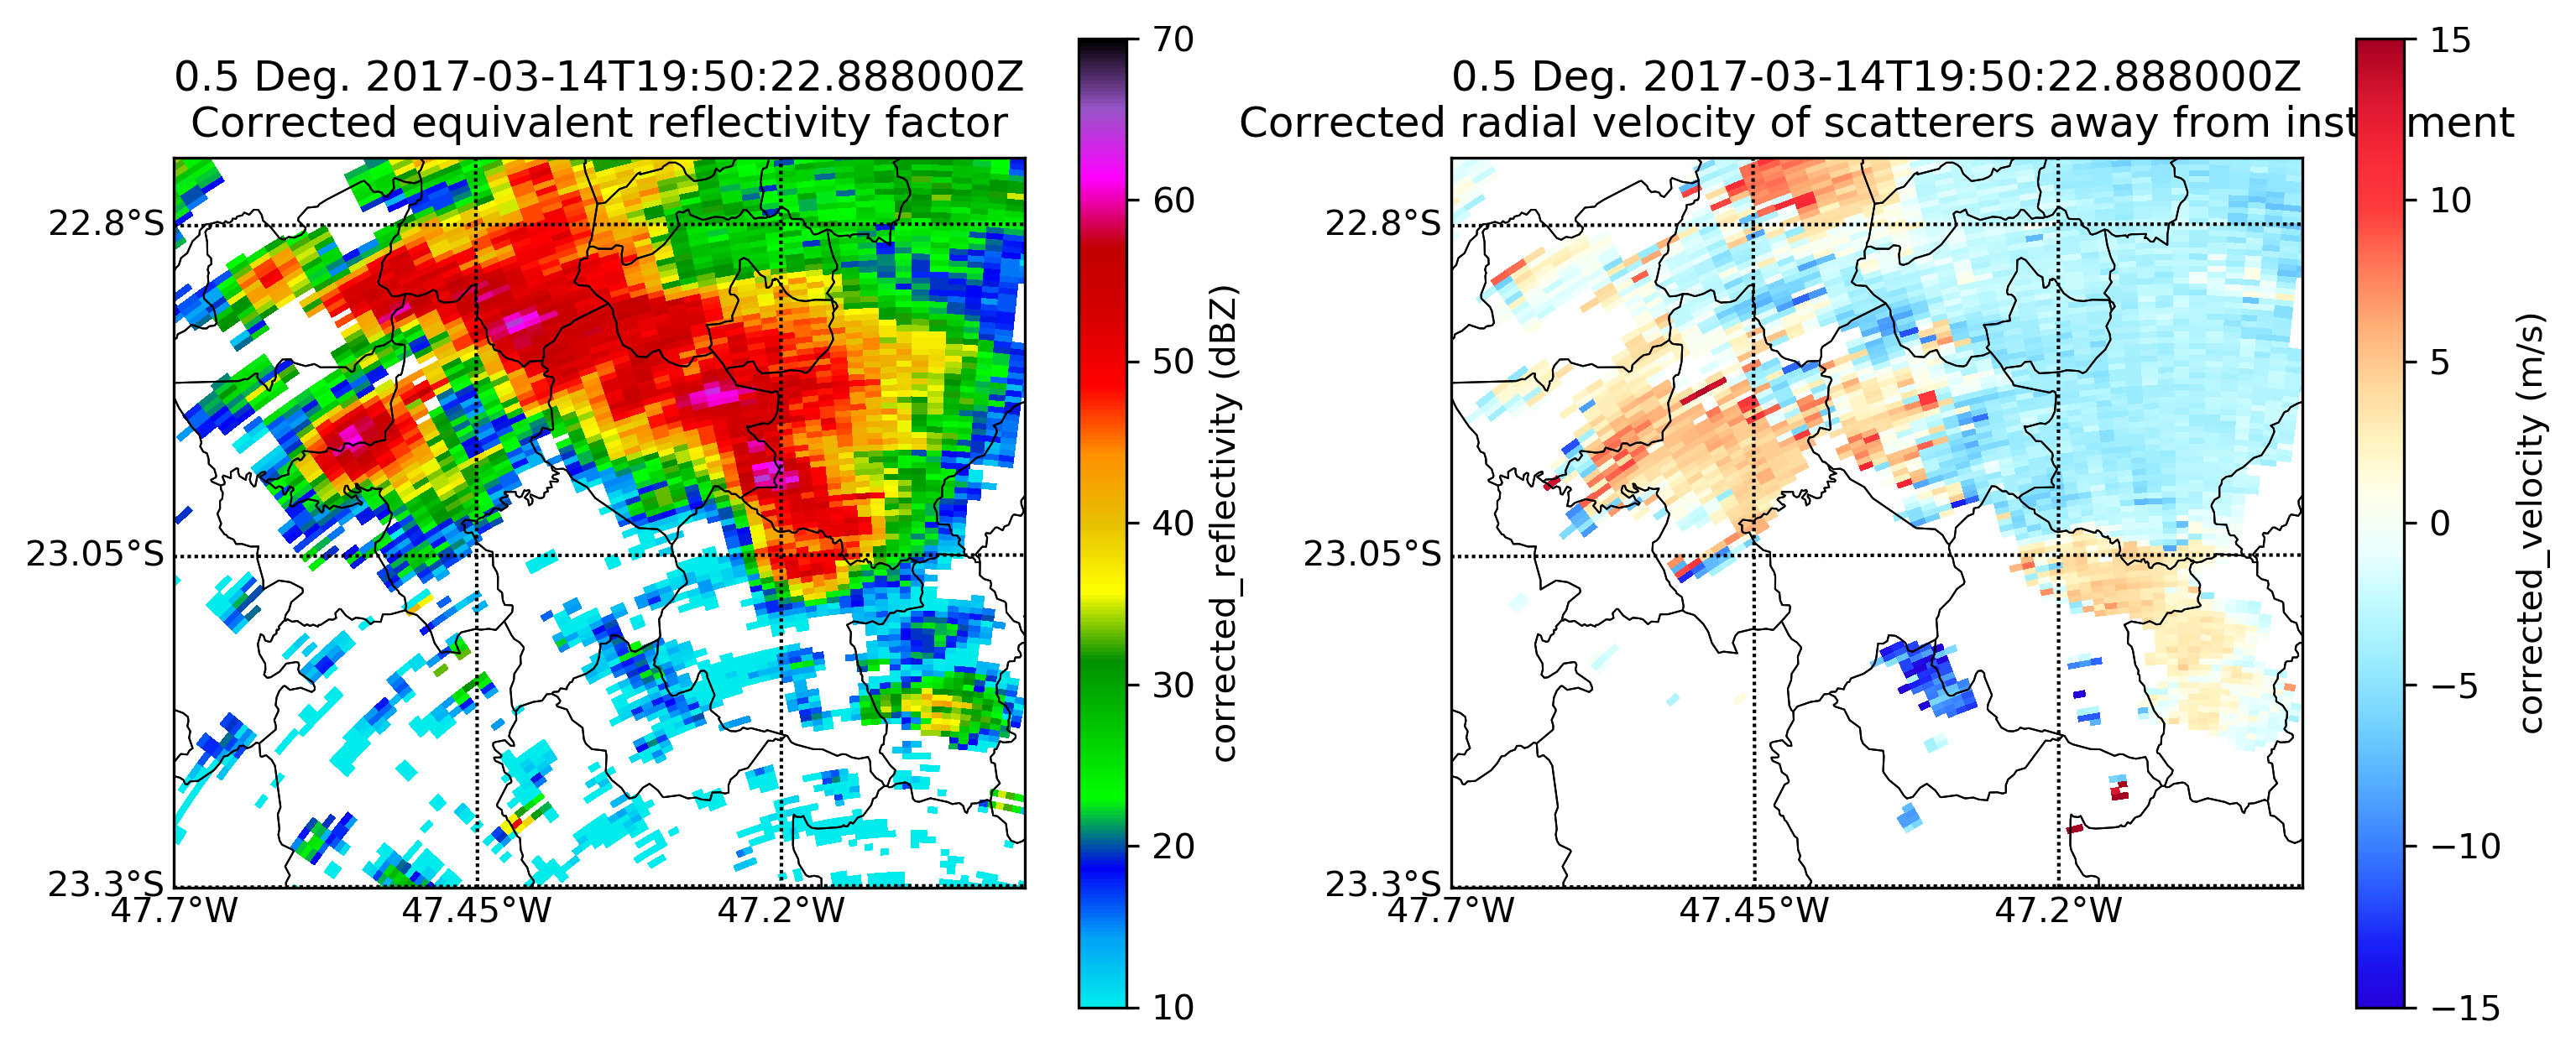 0.5 Deg. 2017-03-14T19:50:22.888000Z
Corrected equivalent reflectivity factor
22.8°S
23.05°S
23.3°S
47.7°W
47.45°W
47.2°W
70
60
50
40
30
20
10
corrected_reflectivity (dBZ)
0.5 Deg. 2017-03-14T19:50:22.888000Z
Corrected radial velocity of scatterers away from inst ment
22.8°S
23.05°S
23.3°S
47.7°W
47.45°W
47.2°W
15
10
5
0
−5
−10
−15
corrected_velocity (m/s)